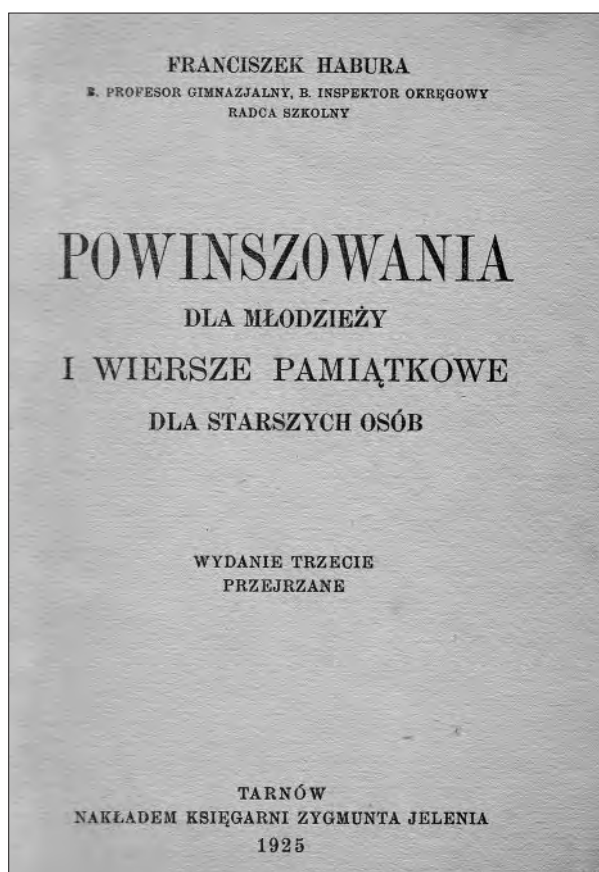 FRANCISZEK HABURA
B. PROFESOR GIMNAZJALNY, B. INSPEKTOR OKRĘGOWY
RADCA SZKOLNY
POWINSZOWANIA
DLA MŁODZIEŻY
I WIERSZE PAMIĄTKOWE
DLA STARSZYCH OSÓB
WYDANIE TRZECIE
PRZEJRZANE
TARNÓW
NAKŁADEM KSIĘGARNI ZYGMUNTA JELENIA
1925